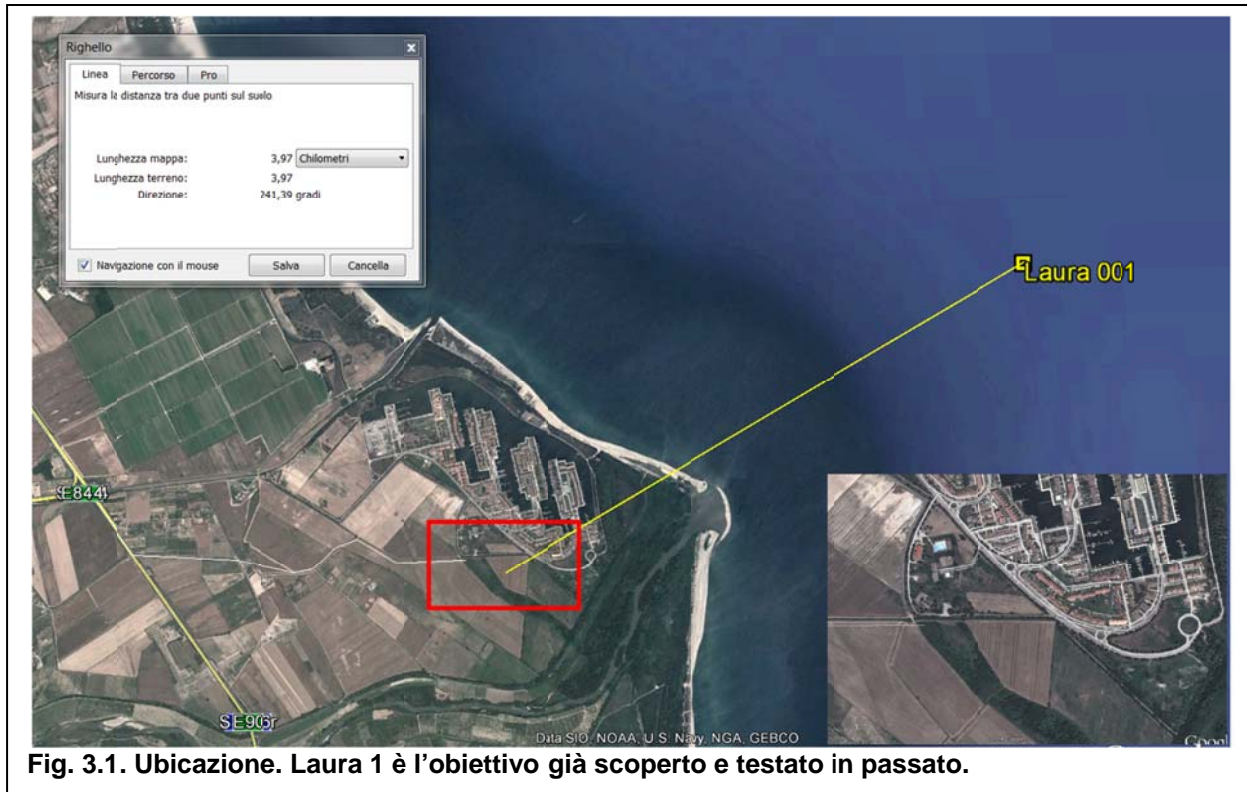 Righello
Linea Percorso Pro
Misura la distanza tra due punti sul suolo
Lunghezza mappa: 3,97 Chilometri
Lunghezza terreno: 3,97
Direzione: 241,39 gradi
Navigazione con il mouse Salva Cancella
Laura 001
Data SIO, NOAA, U.S. Navy, NGA, GEBCO
Fig. 3.1. Ubicazione. Laura 1 è l'obiettivo già scoperto e testato in passato.